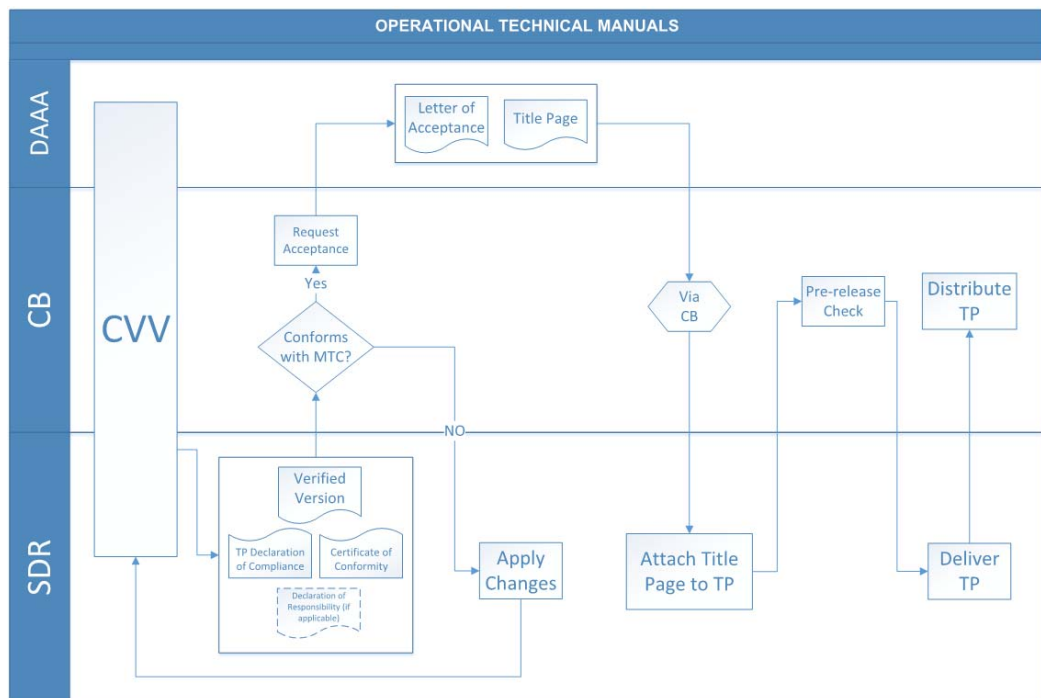 OPERATIONAL TECHNICAL MANUALS
DAAA
Letter of
Acceptance
Title Page
CB
CVV
Request
Acceptance
Yes
Conforms
with MTC?
NO
Via
CB
Pre-release
Check
Distribute
TP
SDR
Verified
Version
TP Declaration
of Compliance
Certificate of
Conformity
Declaration of
Responsibility (if
applicable)
Apply
Changes
Attach Title
Page to TP
Deliver
TP